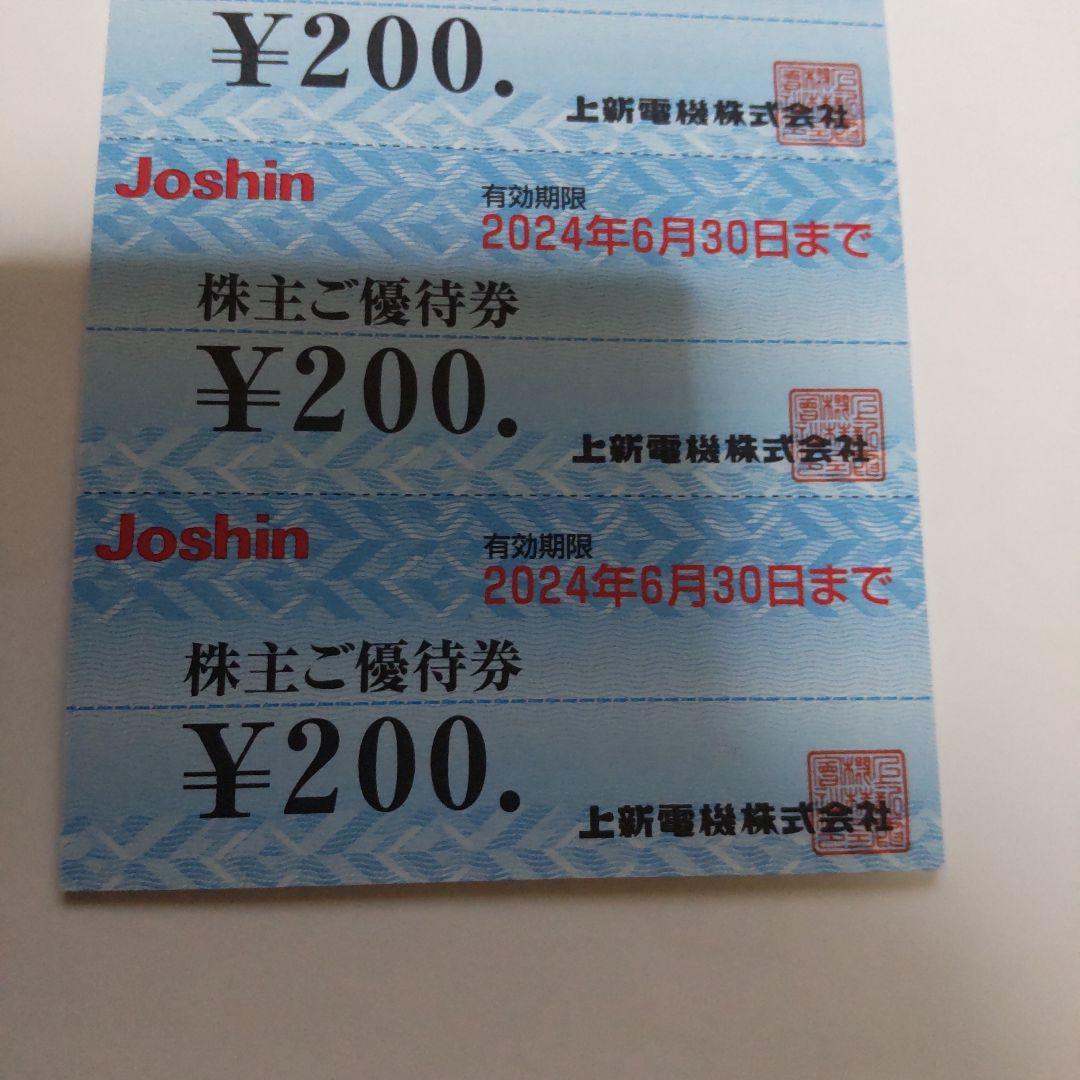 ¥200.
上新電機株式会社
Joshin
有効期限
2024年6月30日まで
株主ご優待券
¥200.
上新電機株式会社
Joshin
有効期限
2024年6月30日まで
株主ご優待券
¥200.
上新電機株式会社